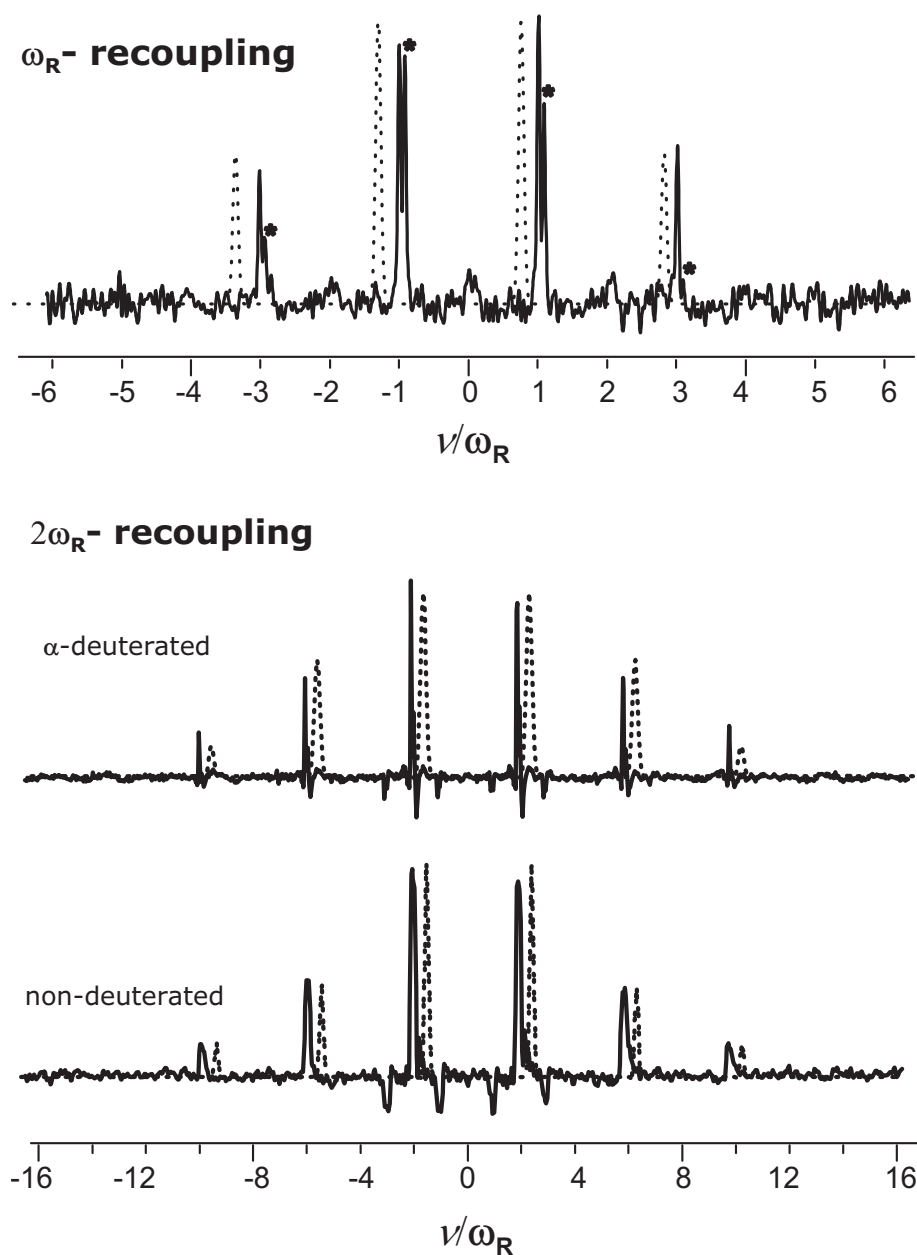 ωR- recoupling
* * * *
-6 -5 -4 -3 -2 -1 0 1 2 3 4 5 6
ν/ωR
2ωR- recoupling
α-deuterated
non-deuterated
-16 -12 -8 -4 0 4 8 12 16
ν/ωR